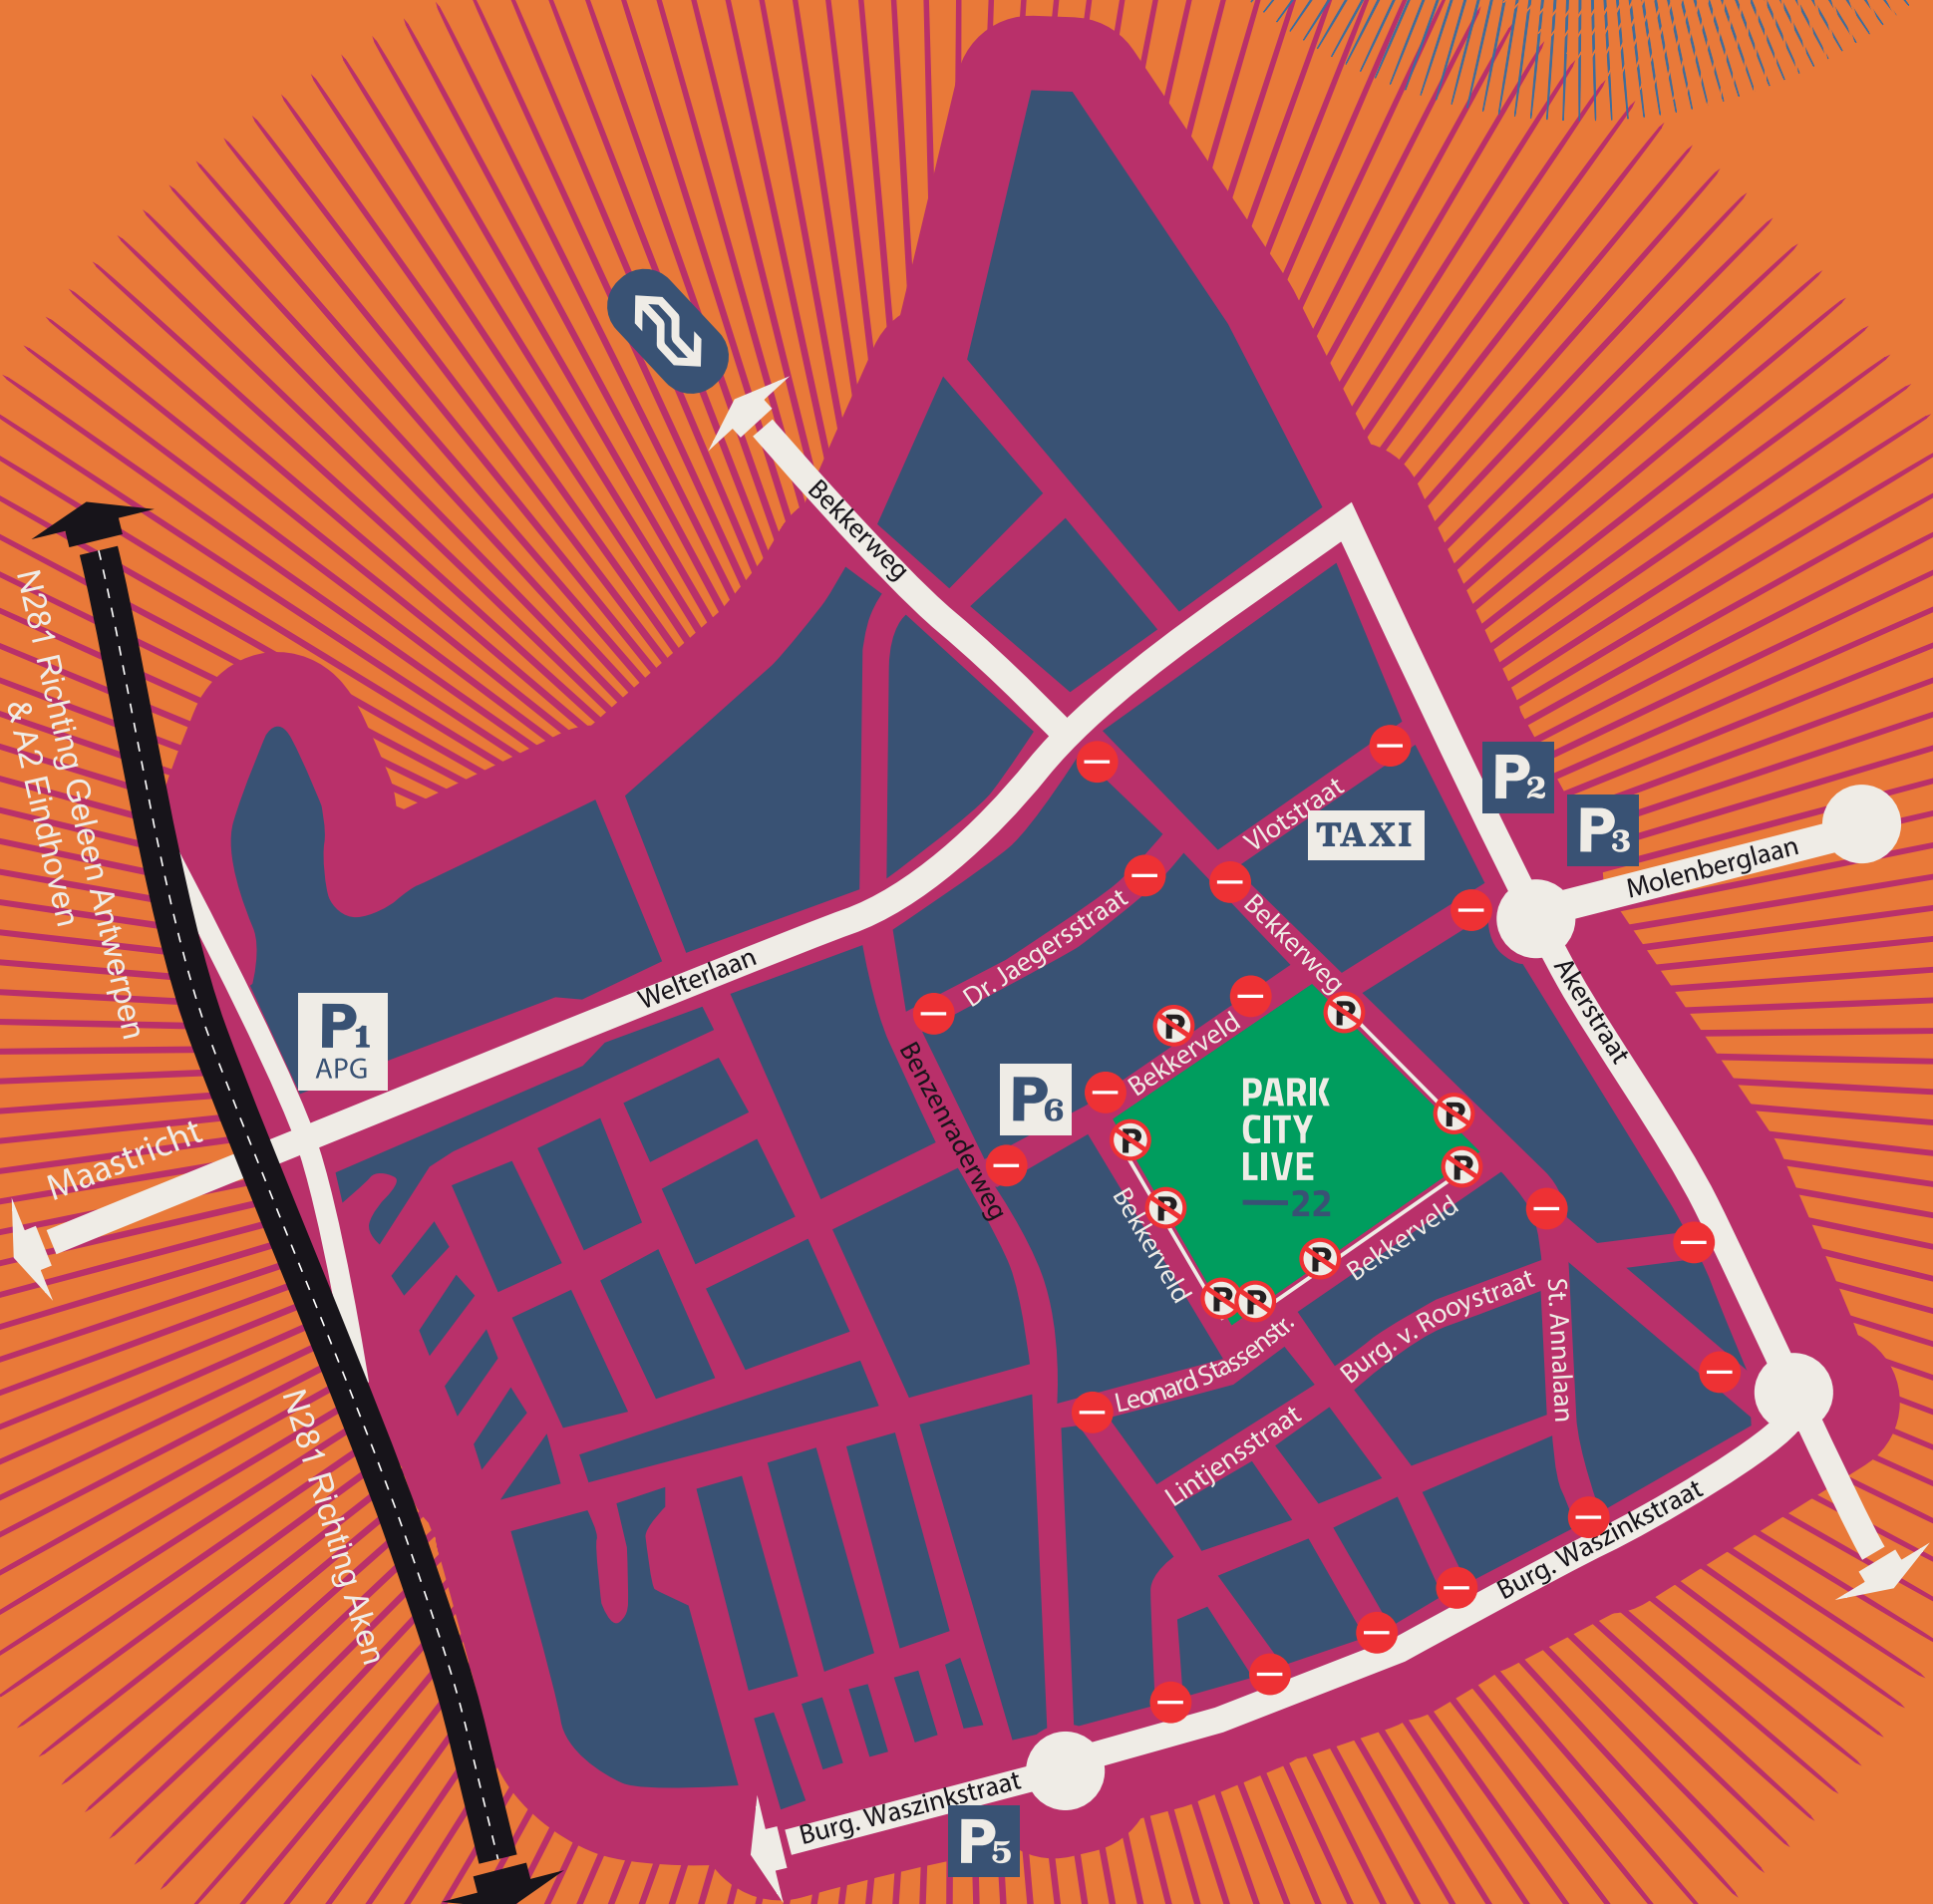 Bekkerweg
N281 Richting Geleen Antwerpen
& A2 Eindhoven
P2
P3
Vlotstraat
TAXI
Molenberglaan
Bekkerweg
Dr. Jaegersstraat
Welterlaan
Akerstraat
P1
APG
Bekkerveld
P
P
P6
Benzenraderweg
PARK
CITY
LIVE
—22
P
P
P
Maastricht
P
Bekkerveld
Bekkerveld
P
P
P
Burg. v. Rooystraat
St. Annalaan
Leonard Stassenstr.
Lintjensstraat
N281 Richting Aken
Burg. Waszinkstraat
Burg. Waszinkstraat
P5